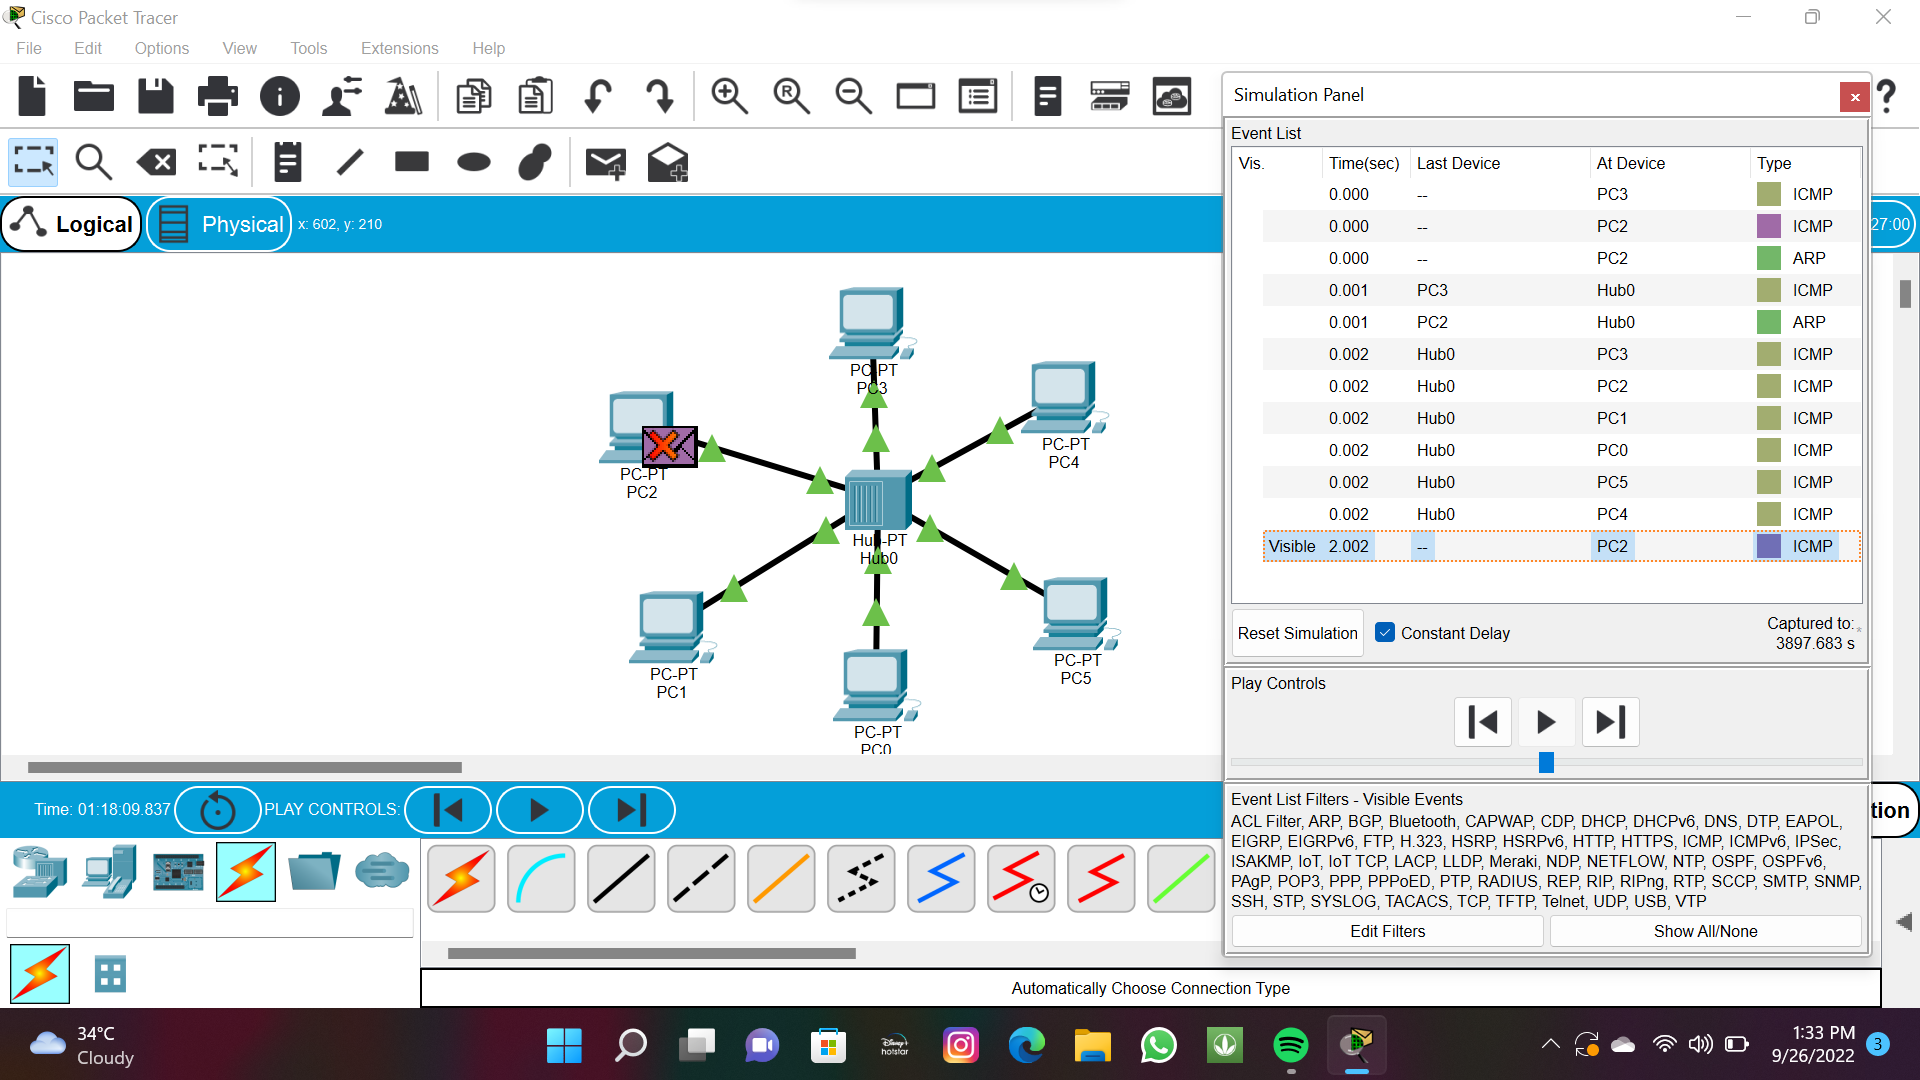 Cisco Packet Tracer
File Edit Options View Tools Extensions Help
Logical Physical x: 602, y: 210
27:00
PC-PT
PC3
PC-PT
PC4
PC-PT
PC2
Hub-PT
Hub0
PC-PT
PC1
PC-PT
PC5
PC-PT
PC0
Simulation Panel
x
?
Event List
Vis. Time(sec) Last Device At Device Type
0.000 -- PC3 ICMP
0.000 -- PC2 ICMP
0.000 -- PC2 ARP
0.001 PC3 Hub0 ICMP
0.001 PC2 Hub0 ARP
0.002 Hub0 PC3 ICMP
0.002 Hub0 PC2 ICMP
0.002 Hub0 PC1 ICMP
0.002 Hub0 PC0 ICMP
0.002 Hub0 PC5 ICMP
0.002 Hub0 PC4 ICMP
Visible 2.002 -- PC2 ICMP
Reset Simulation Constant Delay
Captured to: *
3897.683 s
Play Controls
Event List Filters - Visible Events
ACL Filter, ARP, BGP, Bluetooth, CAPWAP, CDP, DHCP, DHCPv6, DNS, DTP, EAPOL,
EIGRP, EIGRPv6, FTP, H.323, HSRP, HSRPv6, HTTP, HTTPS, ICMP, ICMPv6, IPSec,
ISAKMP, IoT, IoT TCP, LACP, LLDP, Meraki, NDP, NETFLOW, NTP, OSPF, OSPFv6,
PAgP, POP3, PPP, PPPoED, PTP, RADIUS, REP, RIP, RIPng, RTP, SCCP, SMTP, SNMP,
SSH, STP, SYSLOG, TACACS, TCP, TFTP, Telnet, UDP, USB, VTP
Edit Filters Show All/None
Time: 01:18:09.837 PLAY CONTROLS:
tion
Automatically Choose Connection Type
34°C
Cloudy
Disney+
hotstar
1:33 PM
9/26/2022
3